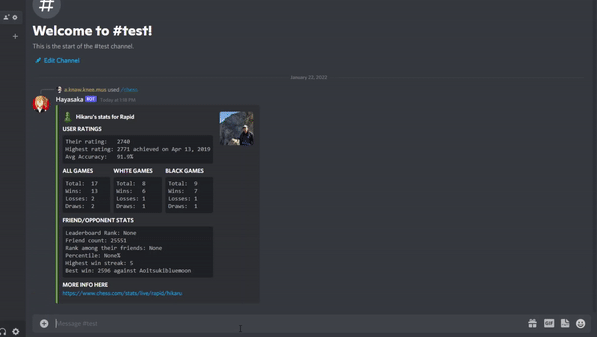 #
Welcome to #test!
This is the start of the #test channel.
Edit Channel
January 22, 2022
a.knew.knee.mus used /chess
Hayasaka BOT Today at 1:18 PM
Hikaru's stats for Rapid
USER RATINGS
Their rating: 2740
Highest rating: 2771 achieved on Apr 13, 2019
Avg Accuracy: 91.9%
ALL GAMES WHITE GAMES BLACK GAMES
Total: 17 Total: 8 Total: 9
Wins: 13 Wins: 6 Wins: 7
Losses: 2 Losses: 1 Losses: 1
Draws: 2 Draws: 1 Draws: 1
FRIEND/OPPONENT STATS
Leaderboard Rank: None
Friend count: 25551
Rank among their friends: None
Percentile: None%
Highest win streak: 5
Best win: 2596 against Aoitsukibluemoon
MORE INFO HERE
https://www.chess.com/stats/live/rapid/hikaru
Message #test
GIF